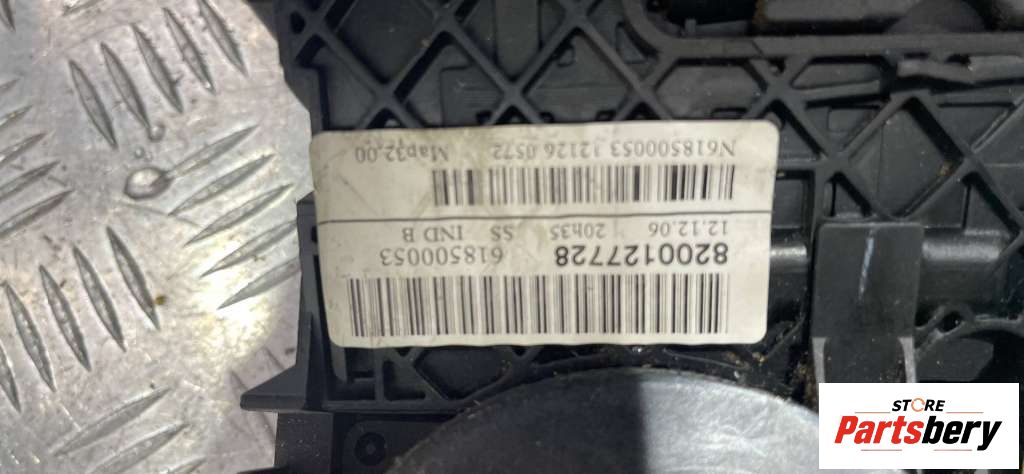 8200127728 618500053
12.12.06 20h35 SS IND B
N618500053 12126 0572 Map32.00
STORE
Partsbery